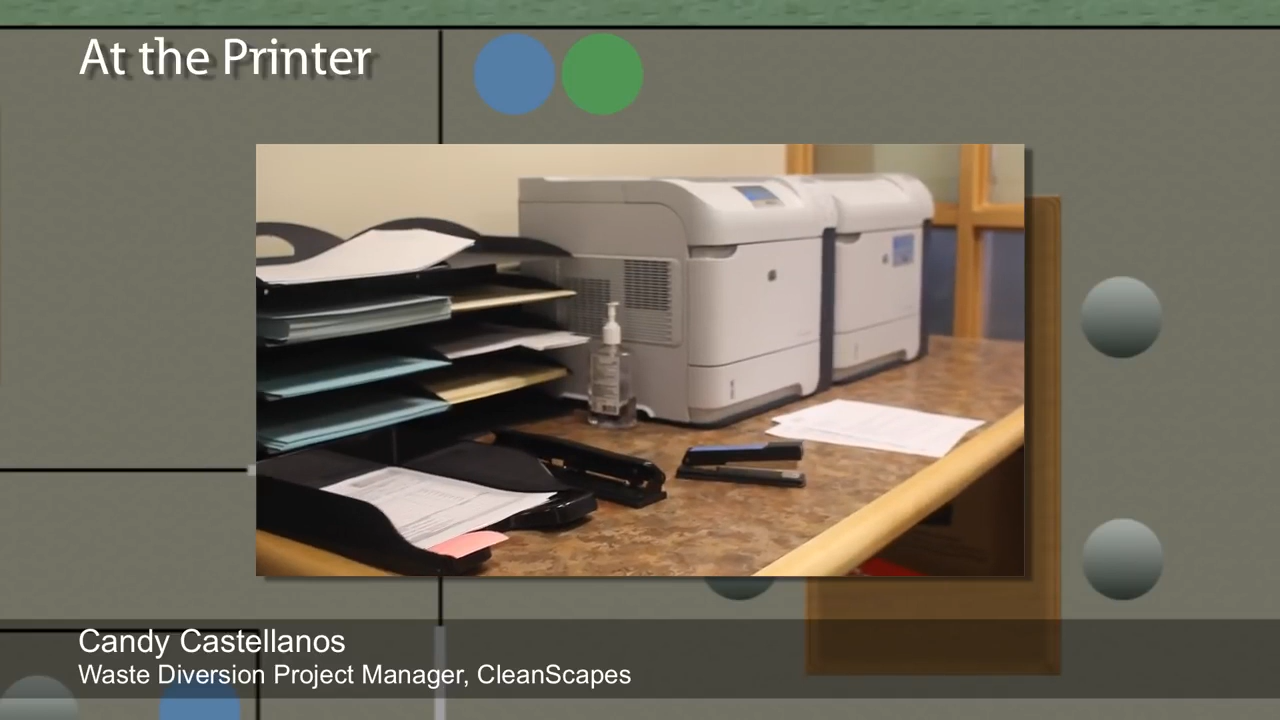 At the Printer
Candy Castellanos
Waste Diversion Project Manager, CleanScapes